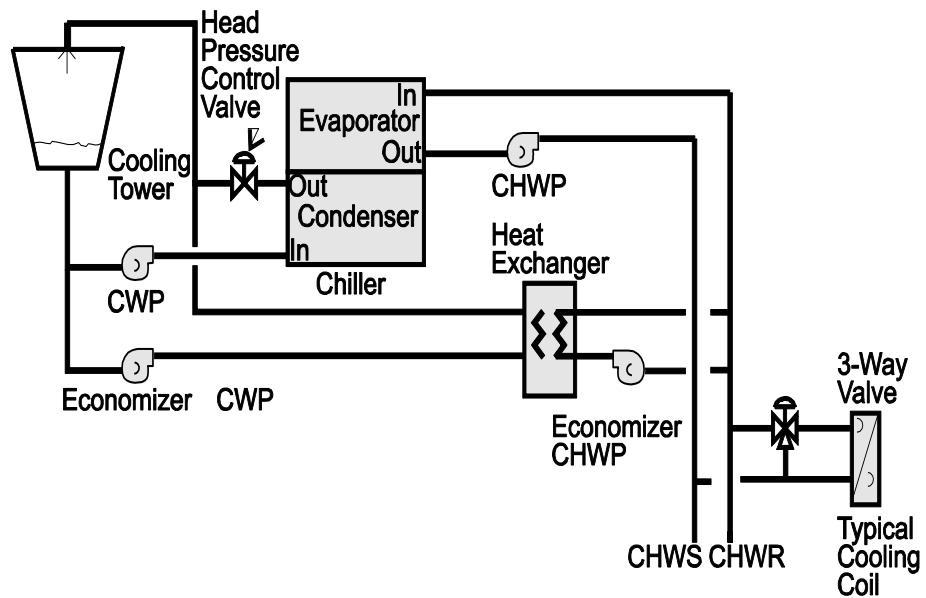 Head
Pressure
Control
Valve
In
Evaporator
Out
Cooling
Tower
CHWP
Out
Condenser
In
Heat
Exchanger
Chiller
CWP
Economizer CWP
3-Way
Valve
Economizer
CHWP
Typical
Cooling
Coil
CHWS CHWR